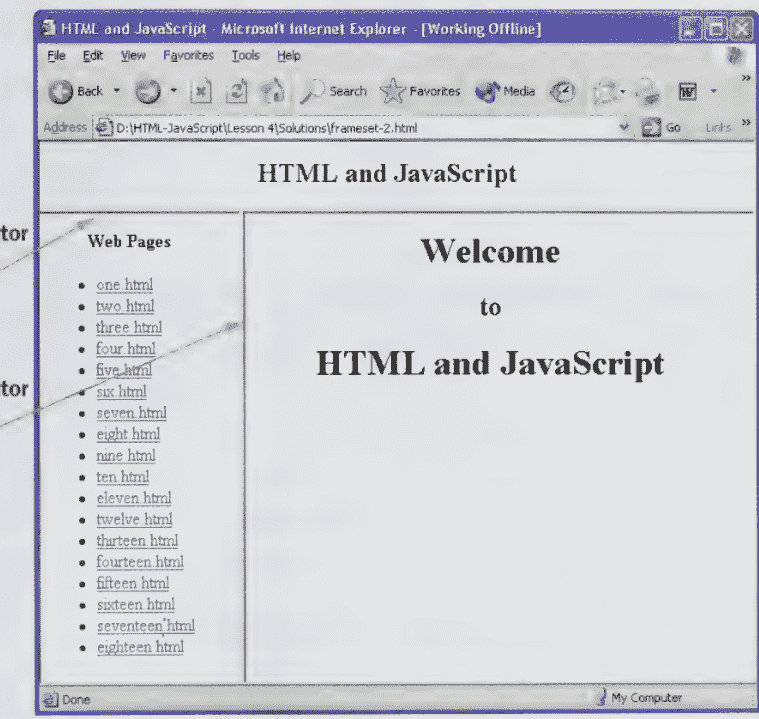 HTML and JavaScript - Microsoft Internet Explorer - [Working Offline]
File Edit View Favorites Tools Help
Back Search Favorites Media
Address D:\HTML-JavaScript\Lesson 4\Solutions\frameset-2.html Go Links
HTML and JavaScript
tor
Web Pages
one.html
two.html
three.html
four.html
five.html
tor
six.html
seven.html
eight.html
nine.html
ten.html
eleven.html
twelve.html
thirteen.html
fourteen.html
fifteen.html
sixteen.html
seventeen.html
eighteen.html
Welcome
to
HTML and JavaScript
Done My Computer